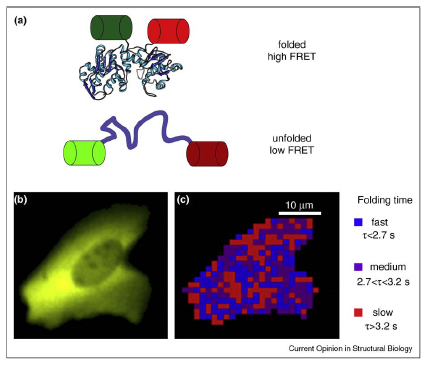 (a)
folded
high FRET
unfolded
low FRET
(b)
(c)
10 μm
Folding time
fast
τ<2.7 s
medium
2.7<τ<3.2 s
slow
τ>3.2 s
Current Opinion in Structural Biology